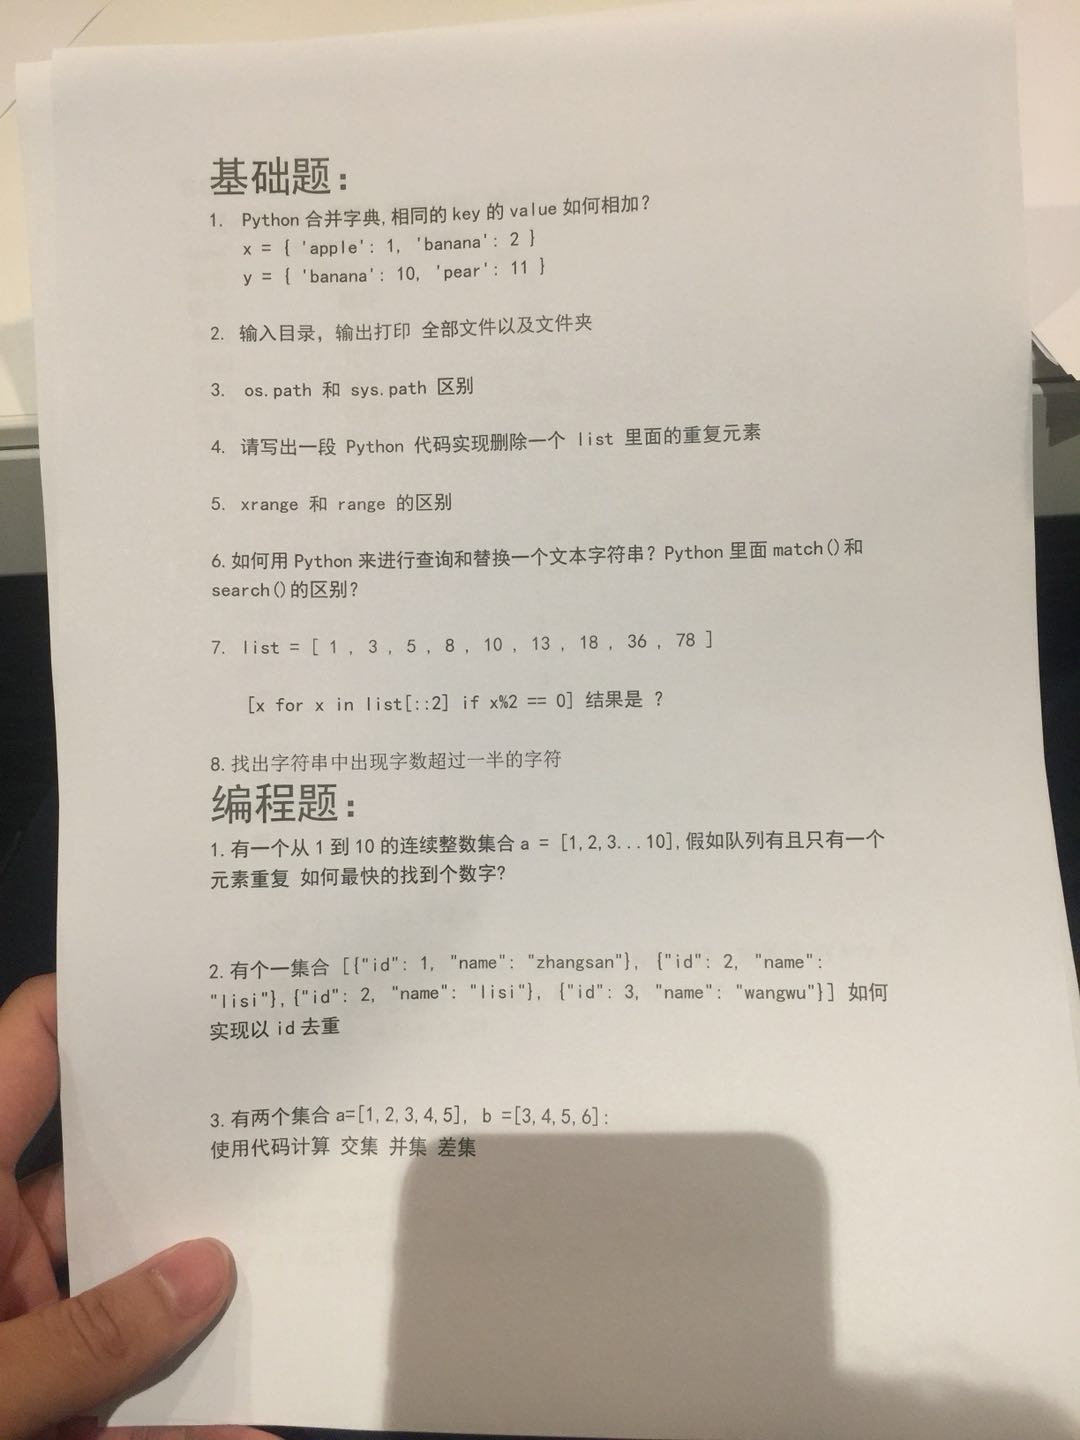 基础题:
1. Python 合并字典,相同的 key 的 value 如何相加?
x = { 'apple': 1, 'banana': 2 }
y = { 'banana': 10, 'pear': 11 }
2. 输入目录，输出打印 全部文件以及文件夹
3. os.path 和 sys.path 区别
4. 请写出一段 Python 代码实现删除一个 list 里面的重复元素
5. xrange 和 range 的区别
6.如何用 Python 来进行查询和替换一个文本字符串? Python 里面 match()和
search()的区别?
7. list = [ 1 , 3 , 5 , 8 , 10 , 13 , 18 , 36 , 78 ]
[x for x in list[::2] if x%2 == 0] 结果是 ?
8.找出字符串中出现字数超过一半的字符
编程题:
1.有一个从 1 到 10 的连续整数集合 a = [1,2,3...10],假如队列有且只有一个
元素重复 如何最快的找到个数字?
2.有个一集合 [{"id": 1, "name": "zhangsan"}, {"id": 2, "name":
"lisi"},{"id": 2, "name": "lisi"}, {"id": 3, "name": "wangwu"}] 如何
实现以 id 去重
3.有两个集合 a=[1,2,3,4,5], b =[3,4,5,6]:
使用代码计算 交集 并集 差集